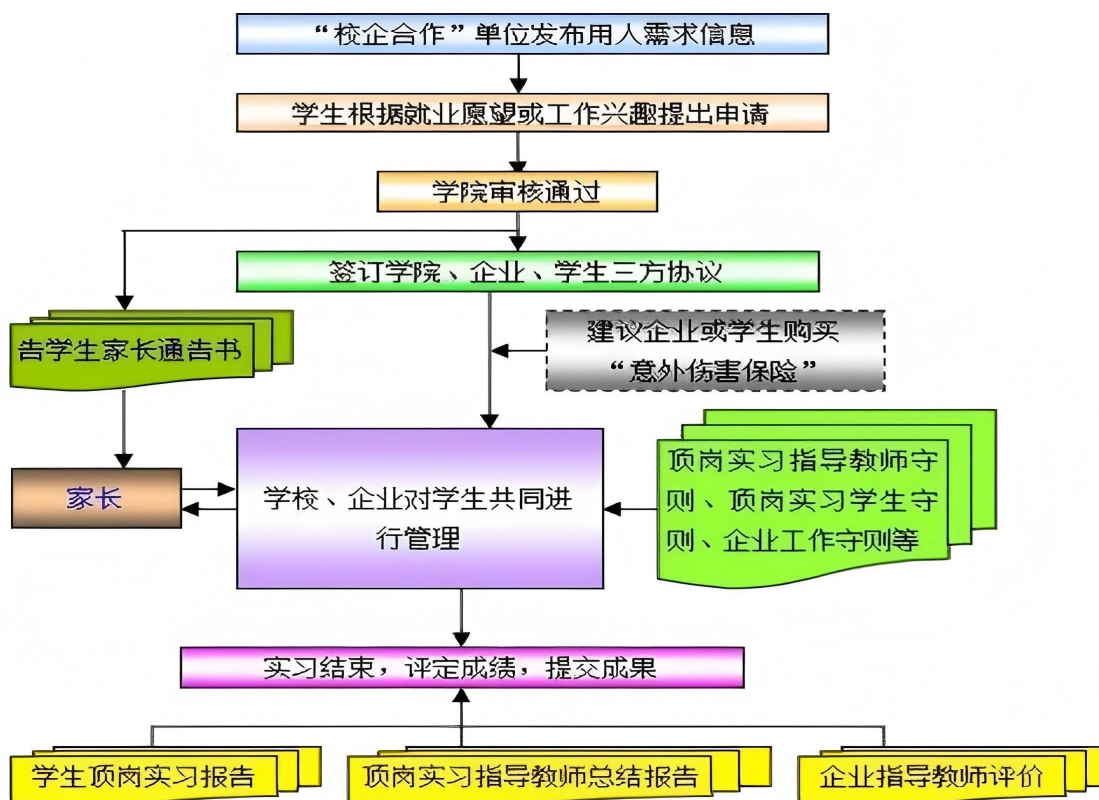 “校企合作”单位发布用人需求信息
学生根据就业愿望或工作兴趣提出申请
学院审核通过
签订学院、企业、学生三方协议
建议企业或学生购买
“意外伤害保险”
告学生家长通告书
家长
学校、企业对学生共同进
行管理
顶岗实习指导教师守
则、顶岗实习学生守
则、企业工作守则等
实习结束，评定成绩，提交成果
学生顶岗实习报告
顶岗实习指导教师总结报告
企业指导教师评价